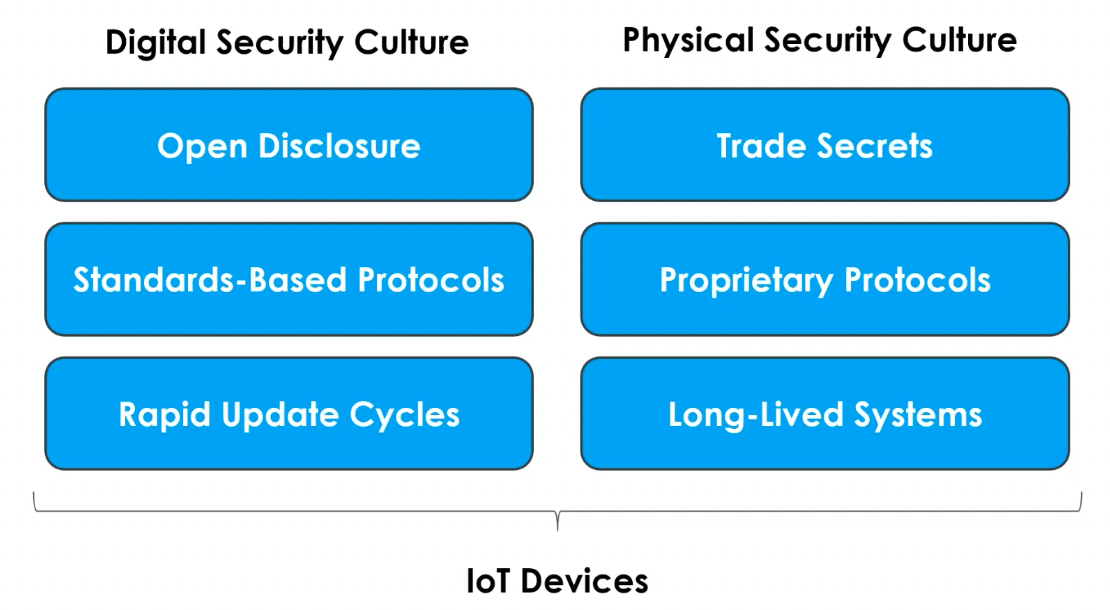 Digital Security Culture
Physical Security Culture
Open Disclosure
Trade Secrets
Standards-Based Protocols
Proprietary Protocols
Rapid Update Cycles
Long-Lived Systems
IoT Devices